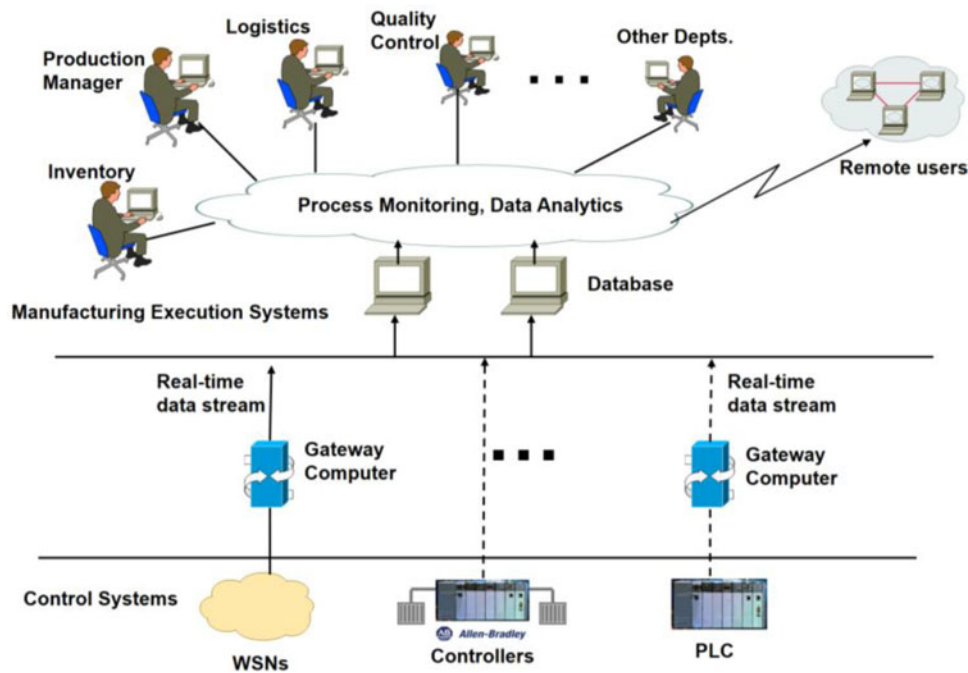 Logistics
Quality
Control
Other Depts.
Production
Manager
Remote users
Inventory
Process Monitoring, Data Analytics
Database
Manufacturing Execution Systems
Real-time
data stream
Real-time
data stream
Gateway
Computer
Gateway
Computer
Control Systems
AB Allen-Bradley
WSNs
Controllers
PLC